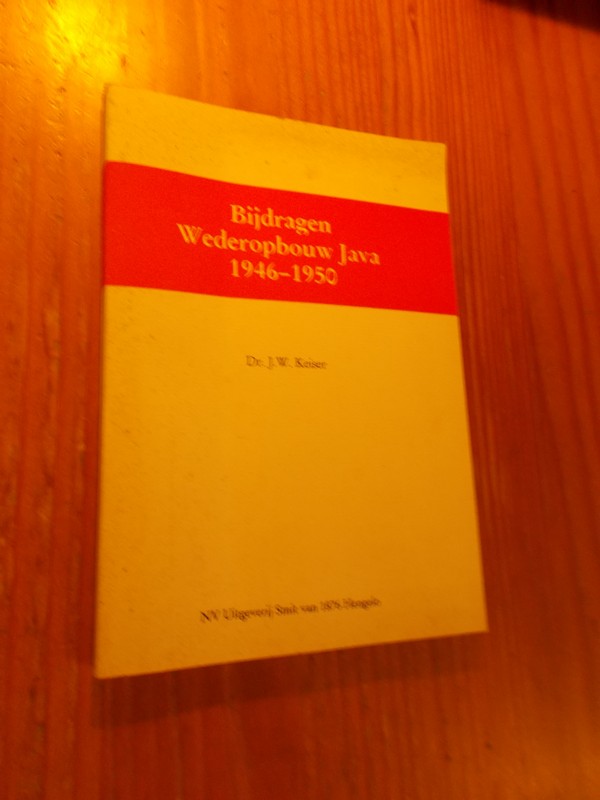 Bijdragen
Wederopbouw Java
1946-1950
Dr. J.W. Keiser
NV Uitgeverij Smit van 1876 Hengelo